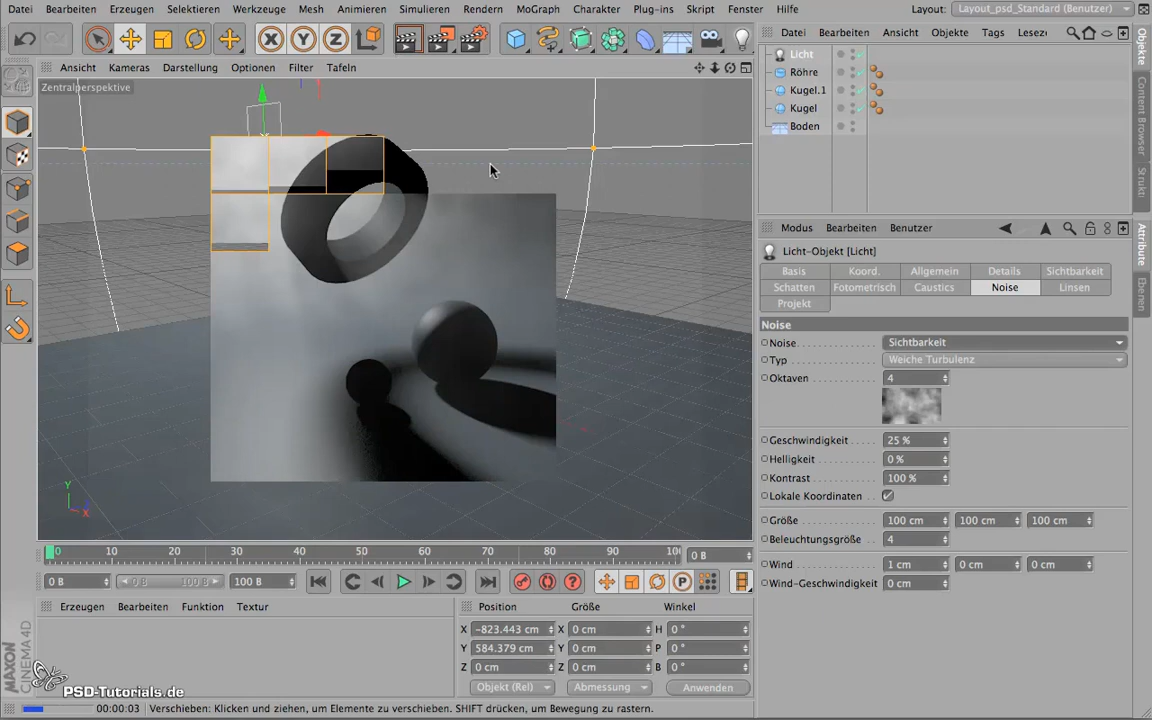 Datei Bearbeiten Erzeugen Selektieren Werkzeuge Mesh Animieren Simulieren Rendern MoGraph Charakter Plug-ins Skript Fenster Hilfe Layout: Layout_psd_Standard (Benutzer)
X Y Z
Datei Bearbeiten Ansicht Objekte Tags Lesez
Ansicht Kameras Darstellung Optionen Filter Tafeln
Zentralperspektive
Licht
Röhre
Kugel.1
Kugel
Boden
Objekte
Content Browser
Struktu
Attribute
Ebenen
Modus Bearbeiten Benutzer
Licht-Objekt [Licht]
Basis Koord. Allgemein Details Sichtbarkeit
Schatten Fotometrisch Caustics Noise Linsen
Projekt
Noise
Noise Sichtbarkeit
Typ Weiche Turbulenz
Oktaven 4
Geschwindigkeit 25 %
Helligkeit 0 %
Kontrast 100 %
Lokale Koordinaten
Größe 100 cm 100 cm 100 cm
Beleuchtungsgröße 4
Wind 1 cm 0 cm 0 cm
Wind-Geschwindigkeit 0 cm
Y
X
0 10 20 30 40 50 60 70 80 90 100 0 B
0 B 0 B 100 B 100 B
P
Erzeugen Bearbeiten Funktion Textur
Position Größe Winkel
X -823.443 cm X 0 cm H 0 °
Y 584.379 cm Y 0 cm P 0 °
Z 0 cm Z 0 cm B 0 °
Objekt (Rel) Abmessung Anwenden
MAXON
CINEMA 4D
PSD-Tutorials.de
00:00:03 Verschieben: Klicken und ziehen, um Elemente zu verschieben. SHIFT drücken, um Bewegung zu rastern.